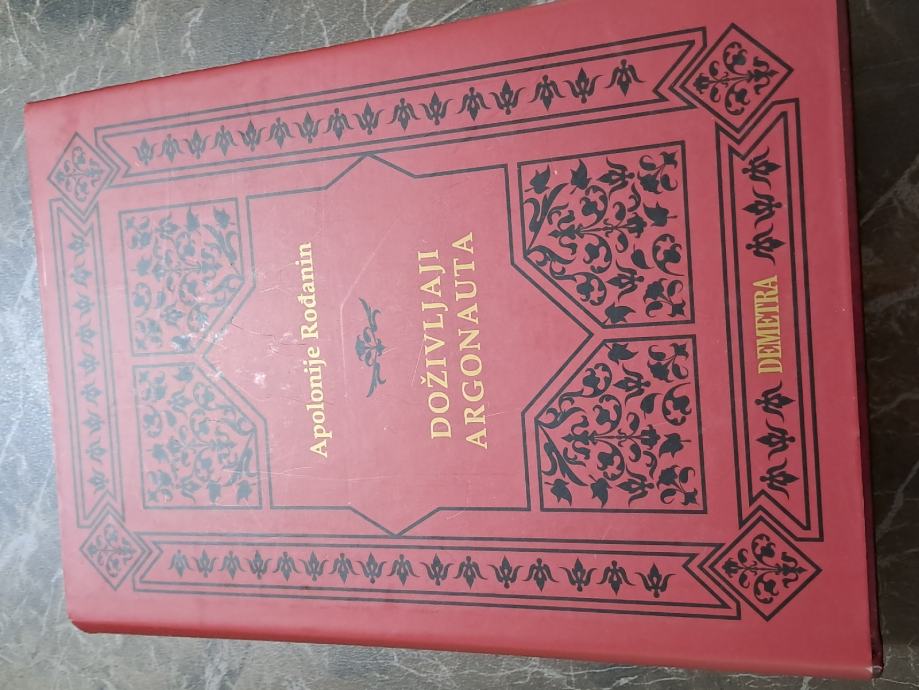 Apolonije Rođanin
DOŽIVLJAJI
ARGONAUTA
DEMETRA